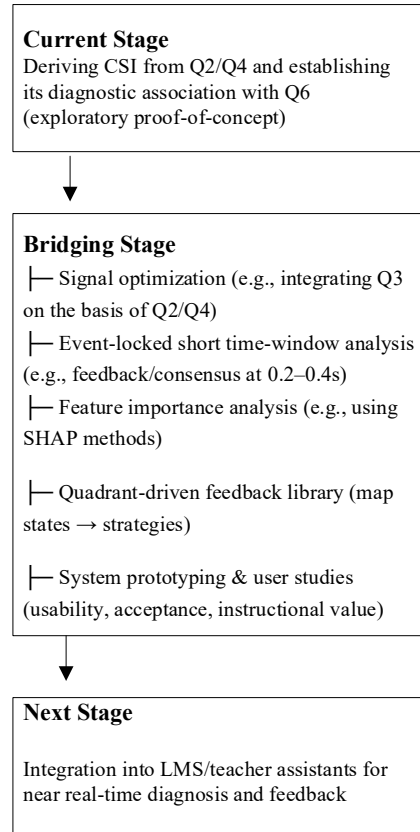 Current Stage
Deriving CSI from Q2/Q4 and establishing
its diagnostic association with Q6
(exploratory proof-of-concept)
Bridging Stage
├─ Signal optimization (e.g., integrating Q3
on the basis of Q2/Q4)
├─ Event-locked short time-window analysis
(e.g., feedback/consensus at 0.2–0.4s)
├─ Feature importance analysis (e.g., using
SHAP methods)
├─ Quadrant-driven feedback library (map
states → strategies)
├─ System prototyping & user studies
(usability, acceptance, instructional value)
Next Stage
Integration into LMS/teacher assistants for
near real-time diagnosis and feedback